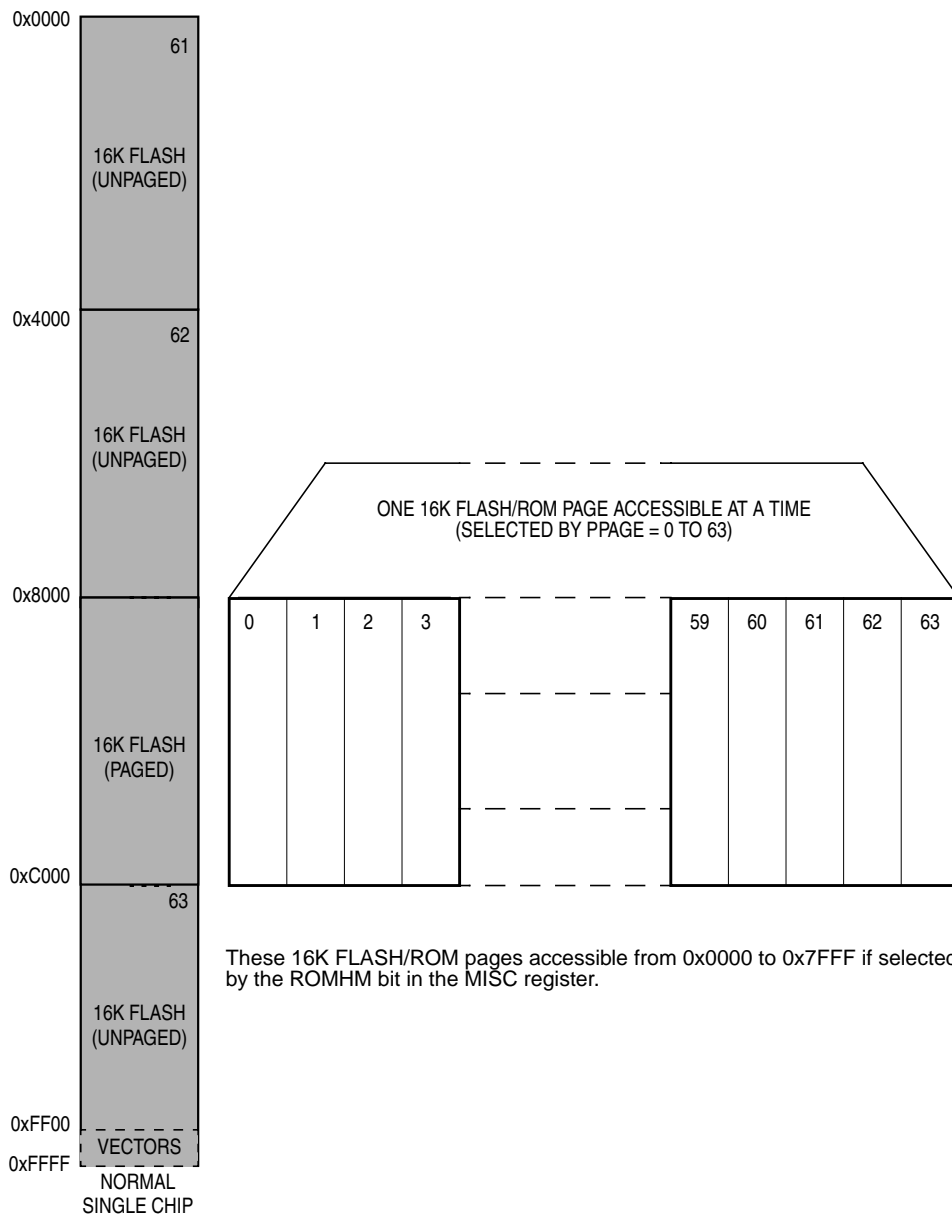 0x0000
61
16K FLASH
(UNPAGED)
0x4000
62
16K FLASH
(UNPAGED)
ONE 16K FLASH/ROM PAGE ACCESSIBLE AT A TIME
(SELECTED BY PPAGE = 0 TO 63)
0x8000
0 1 2 3 59 60 61 62 63
16K FLASH
(PAGED)
0xC000
63
These 16K FLASH/ROM pages accessible from 0x0000 to 0x7FFF if selected
by the ROMHM bit in the MISC register.
16K FLASH
(UNPAGED)
0xFF00
VECTORS
0xFFFF
NORMAL
SINGLE CHIP